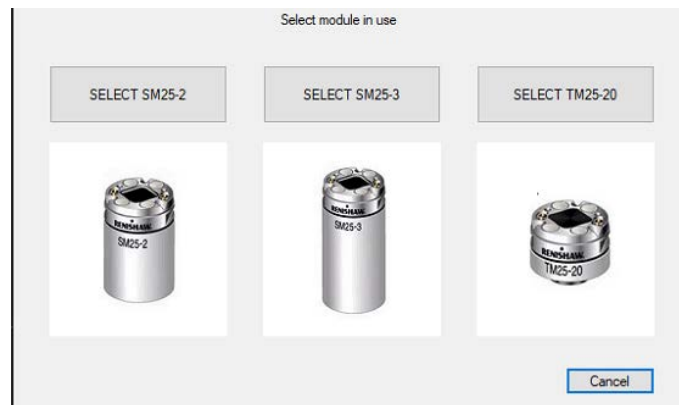 Select module in use
SELECT SM25-2
SELECT SM25-3
SELECT TM25-20
RENISHAW
SM25-2
RENISHAW
SM25-3
RENISHAW
TM25-20
Cancel